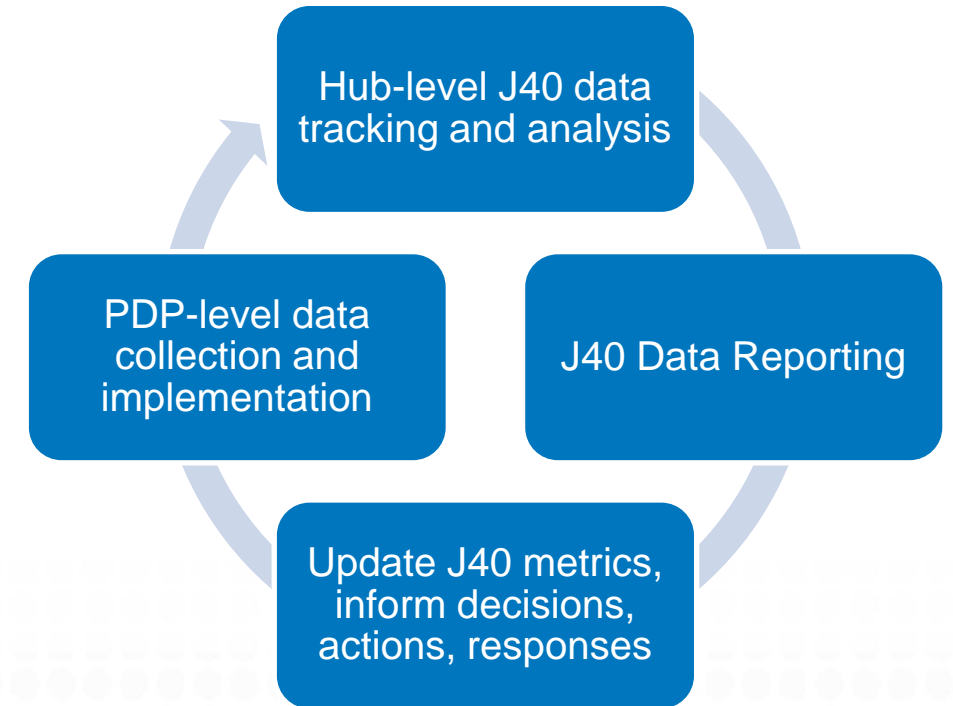 Hub-level J40 data
tracking and analysis
PDP-level data
collection and
implementation
J40 Data Reporting
Update J40 metrics,
inform decisions,
actions, responses